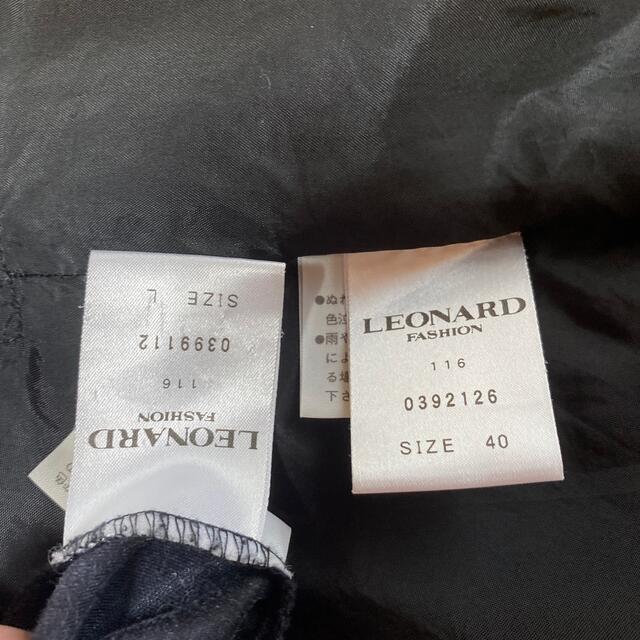 LEONARD
FASHION
116
0399112
SIZE L
LEONARD
FASHION
116
0392126
SIZE 40
●ぬれ
色泣
●雨や
によ
る場
下さ